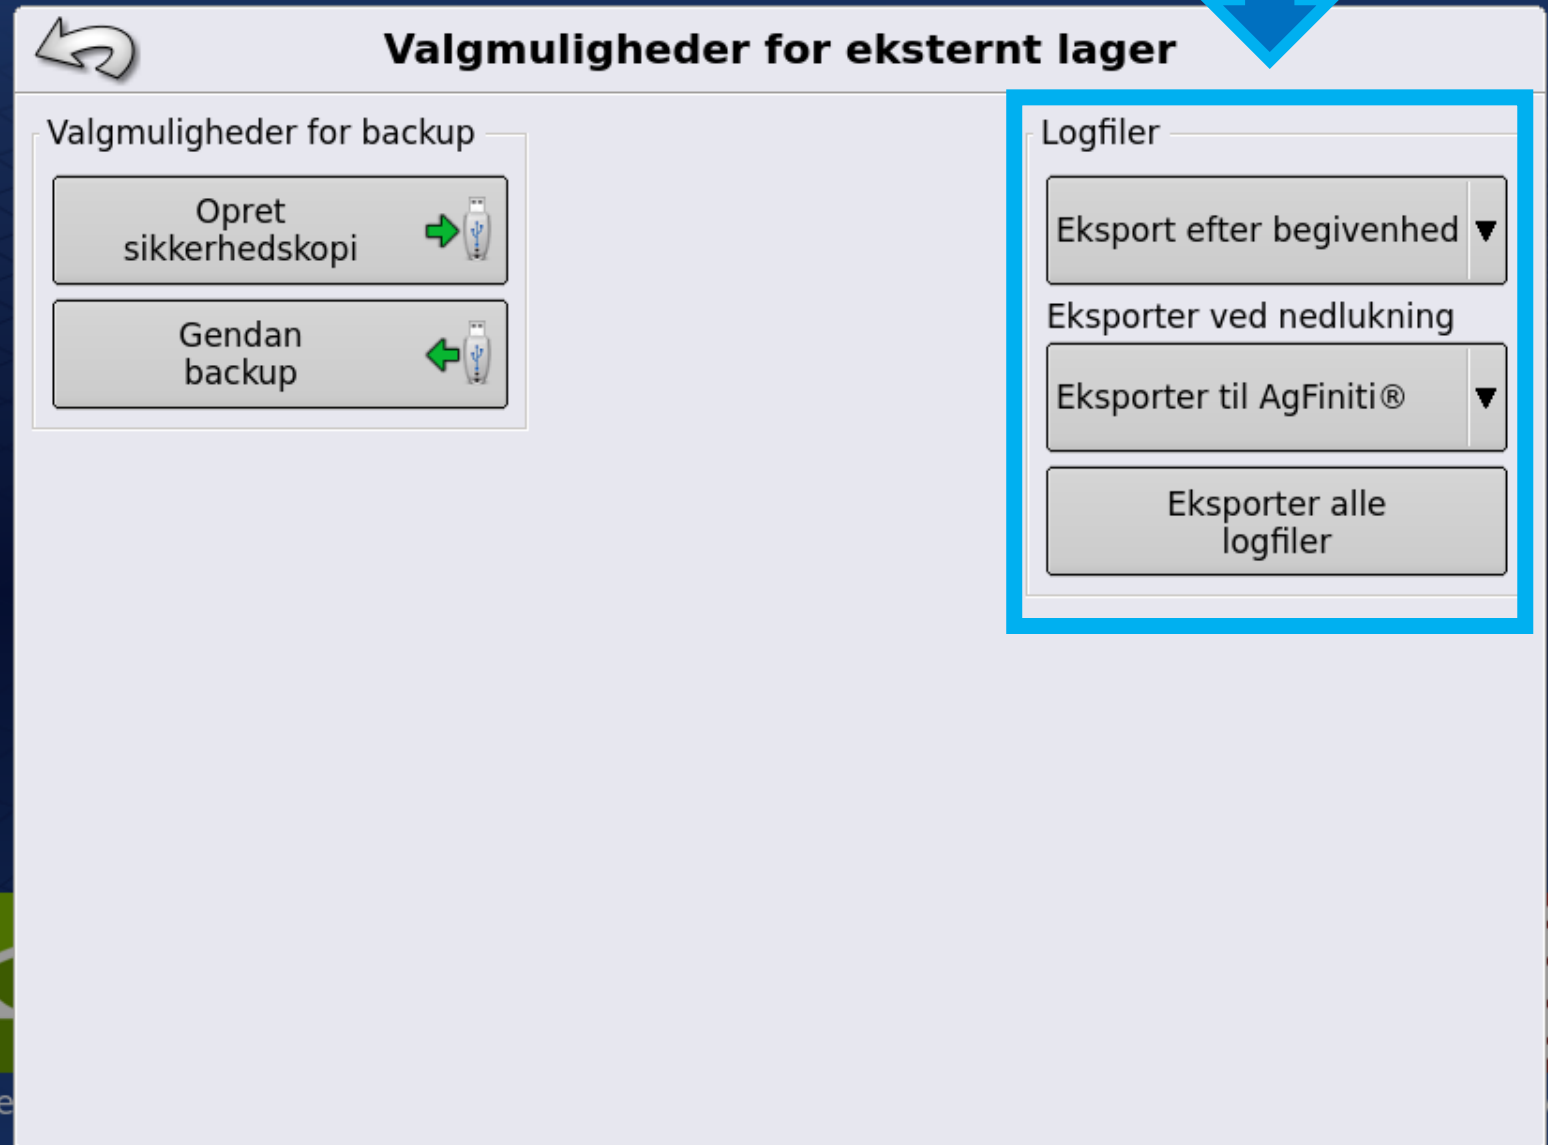 Valgmuligheder for eksternt lager
Valgmuligheder for backup
Opret
sikkerhedskopi
Gendan
backup
Logfiler
Eksport efter begivenhed
Eksporter ved nedlukning
Eksporter til AgFiniti®
Eksporter alle
logfiler